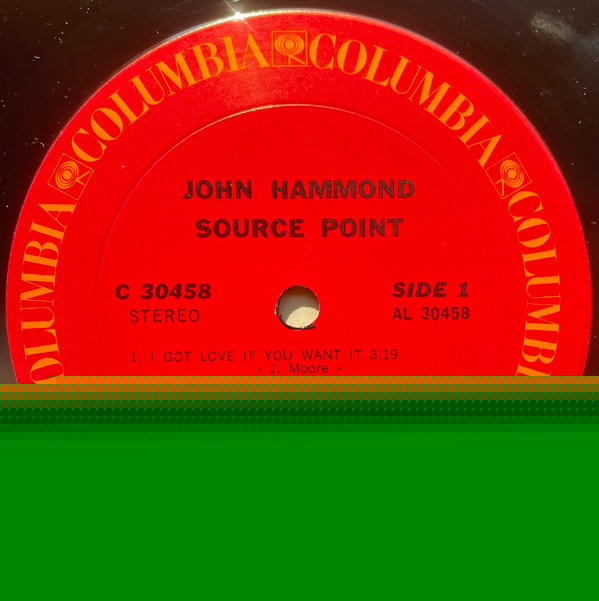 COLUMBIA COLUMBIA COLUMBIA COLUMBIA
JOHN HAMMOND
SOURCE POINT
C 30458
STEREO
SIDE 1
AL 30458
1. I GOT LOVE IF YOU WANT IT 3:19
- J. Moore -